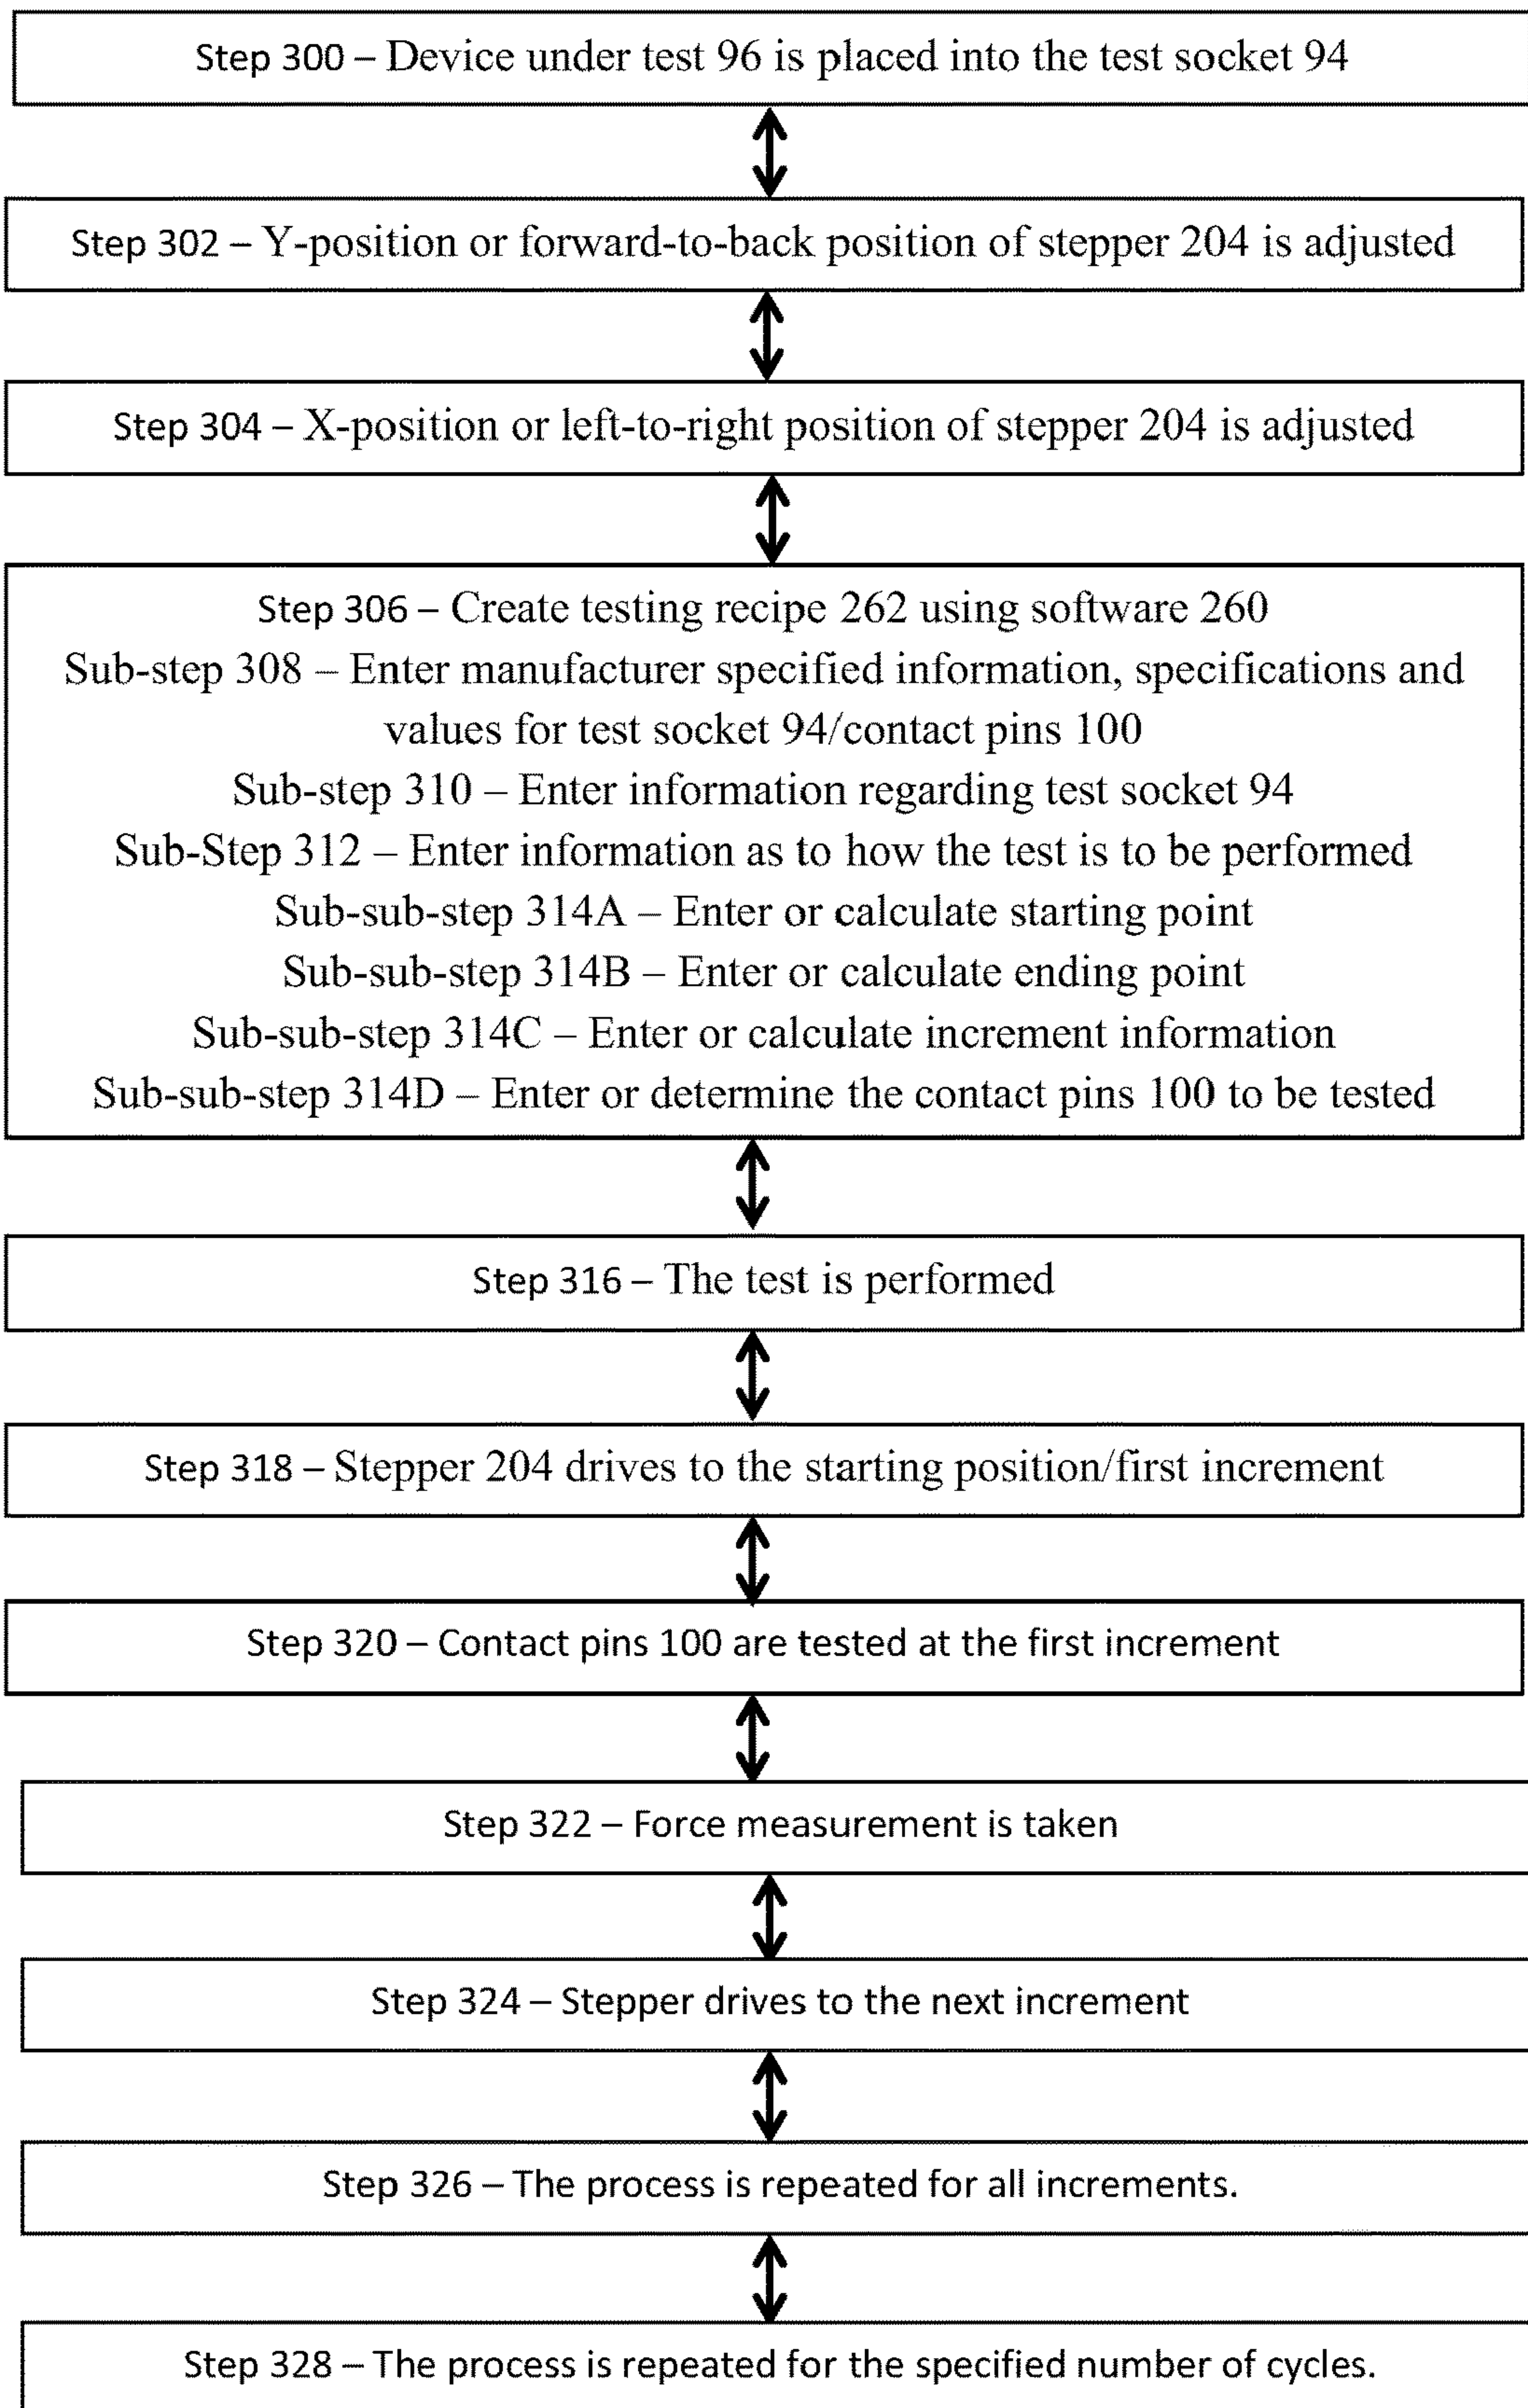 Step 300 – Device under test 96 is placed into the test socket 94
Step 302 – Y-position or forward-to-back position of stepper 204 is adjusted
Step 304 – X-position or left-to-right position of stepper 204 is adjusted
Step 306 – Create testing recipe 262 using software 260
Sub-step 308 – Enter manufacturer specified information, specifications and
values for test socket 94/contact pins 100
Sub-step 310 – Enter information regarding test socket 94
Sub-Step 312 – Enter information as to how the test is to be performed
Sub-sub-step 314A – Enter or calculate starting point
Sub-sub-step 314B – Enter or calculate ending point
Sub-sub-step 314C – Enter or calculate increment information
Sub-sub-step 314D – Enter or determine the contact pins 100 to be tested
Step 316 – The test is performed
Step 318 – Stepper 204 drives to the starting position/first increment
Step 320 – Contact pins 100 are tested at the first increment
Step 322 – Force measurement is taken
Step 324 – Stepper drives to the next increment
Step 326 – The process is repeated for all increments.
Step 328 – The process is repeated for the specified number of cycles.